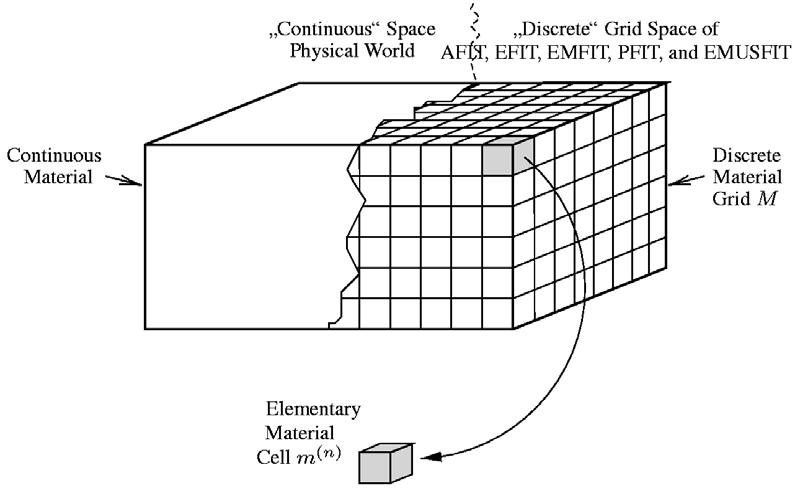 „Continuous“ Space
Physical World
„Discrete“ Grid Space of
AFIT, EFIT, EMFIT, PFIT, and EMUSFIT
Continuous
Material
Discrete
Material
Grid M
Elementary
Material
Cell m⁽ⁿ⁾